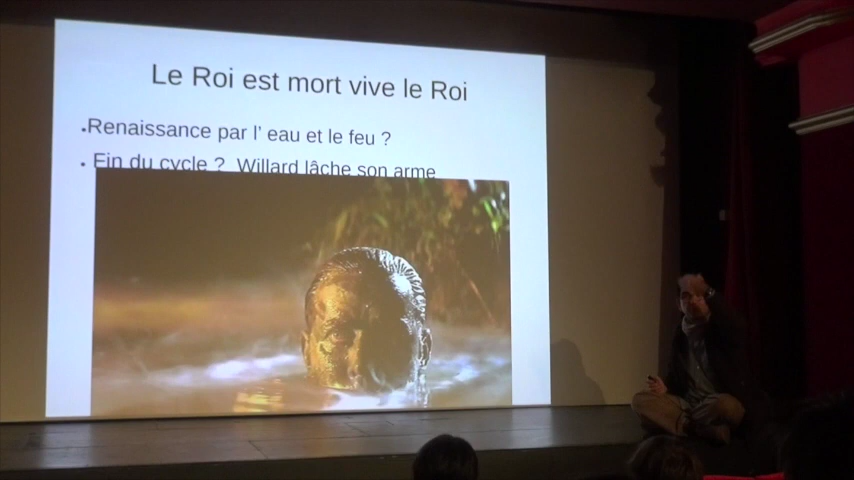 Le Roi est mort vive le Roi
•Renaissance par l’ eau et le feu ?
• Fin du cycle ? Willard lâche son arme